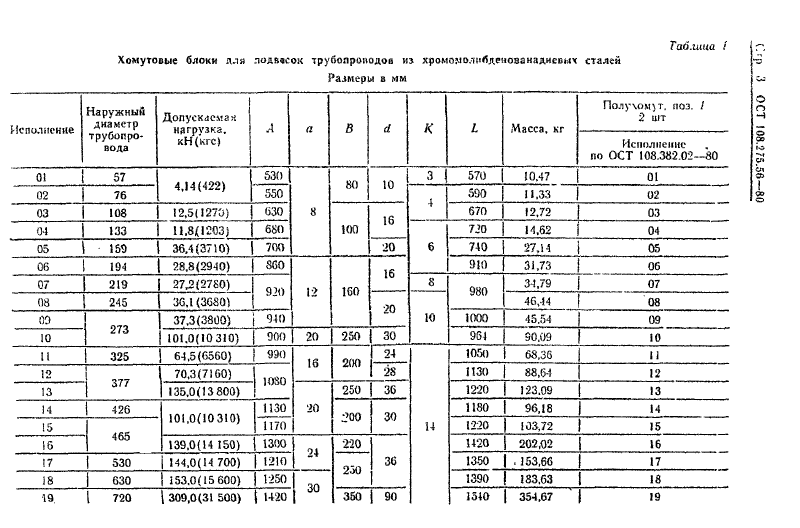 Таблица 1
Хомутовые блоки для подвесок трубопроводов из хромомолибденованадиевых сталей
Размеры в мм
Исполнение | Наружный диаметр трубопровода | Допускаемая нагрузка, кН(кгс) | A | a | B | d | K | L | Масса, кг | Полухомут, поз. 1 2 шт
Исполнение по ОСТ 108.382.02—80
01 | 57 | 4,14(422) | 530 | 8 | 80 | 10 | 3 | 570 | 10,47 | 01
02 | 76 | 550 | 4 | 590 | 11,33 | 02
03 | 108 | 12,5(1270) | 630 | 100 | 16 | 670 | 12,72 | 03
04 | 133 | 11,8(1203) | 680 | 6 | 720 | 14,62 | 04
05 | 159 | 36,4(3710) | 700 | 20 | 740 | 27,14 | 05
06 | 194 | 28,8(2940) | 860 | 12 | 160 | 16 | 910 | 31,73 | 06
07 | 219 | 27,2(2780) | 920 | 8 | 980 | 34,79 | 07
08 | 245 | 36,1(3680) | 20 | 10 | 46,44 | 08
09 | 273 | 37,3(3800) | 940 | 1000 | 45,54 | 09
10 | 101,0(10 310) | 900 | 20 | 250 | 30 | 964 | 90,09 | 10
11 | 325 | 64,5(6560) | 990 | 16 | 200 | 24 | 14 | 1050 | 68,36 | 11
12 | 377 | 70,3(7160) | 1080 | 28 | 1130 | 88,64 | 12
13 | 135,0(13 800) | 20 | 250 | 36 | 1220 | 123,09 | 13
14 | 426 | 101,0(10 310) | 1130 | 200 | 30 | 1180 | 96,18 | 14
15 | 465 | 1170 | 1220 | 103,72 | 15
16 | 139,0(14 150) | 1300 | 24 | 220 | 36 | 1420 | 202,02 | 16
17 | 530 | 144,0(14 700) | 1210 | 250 | 1350 | 153,66 | 17
18 | 630 | 153,0(15 600) | 1250 | 30 | 1390 | 183,63 | 18
19 | 720 | 309,0(31 500) | 1420 | 350 | 90 | 1540 | 354,67 | 19
Стр 3 ОСТ 108.275.56—80